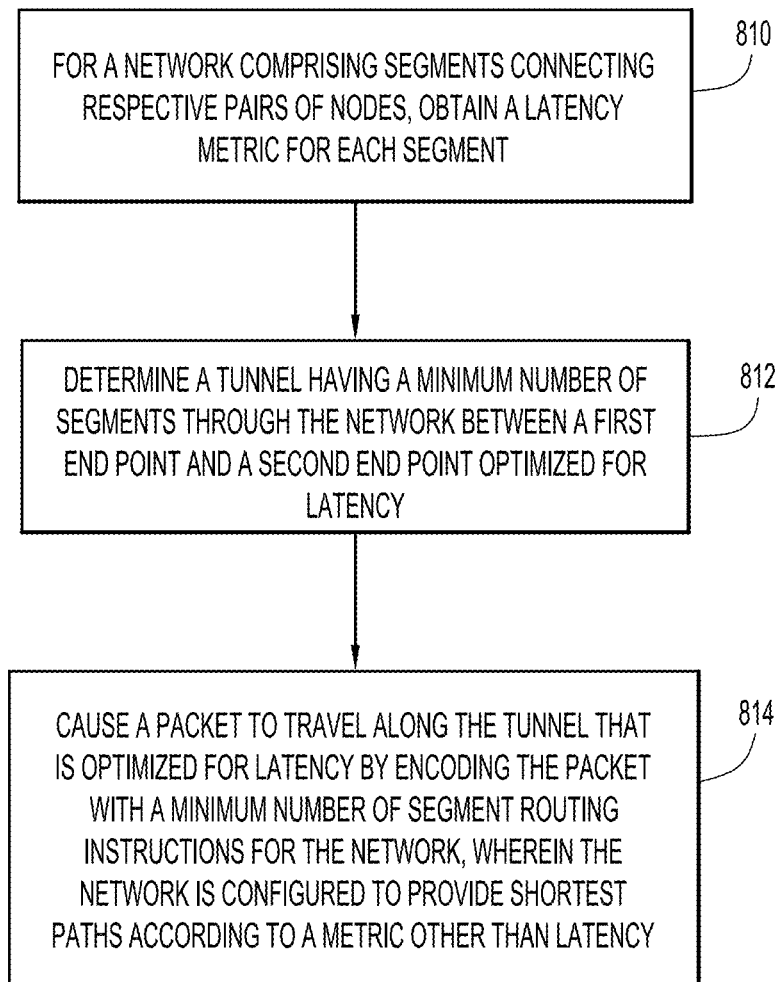 FOR A NETWORK COMPRISING SEGMENTS CONNECTING
RESPECTIVE PAIRS OF NODES, OBTAIN A LATENCY
METRIC FOR EACH SEGMENT
810
DETERMINE A TUNNEL HAVING A MINIMUM NUMBER OF
SEGMENTS THROUGH THE NETWORK BETWEEN A FIRST
END POINT AND A SECOND END POINT OPTIMIZED FOR
LATENCY
812
CAUSE A PACKET TO TRAVEL ALONG THE TUNNEL THAT
IS OPTIMIZED FOR LATENCY BY ENCODING THE PACKET
WITH A MINIMUM NUMBER OF SEGMENT ROUTING
INSTRUCTIONS FOR THE NETWORK, WHEREIN THE
NETWORK IS CONFIGURED TO PROVIDE SHORTEST
PATHS ACCORDING TO A METRIC OTHER THAN LATENCY
814